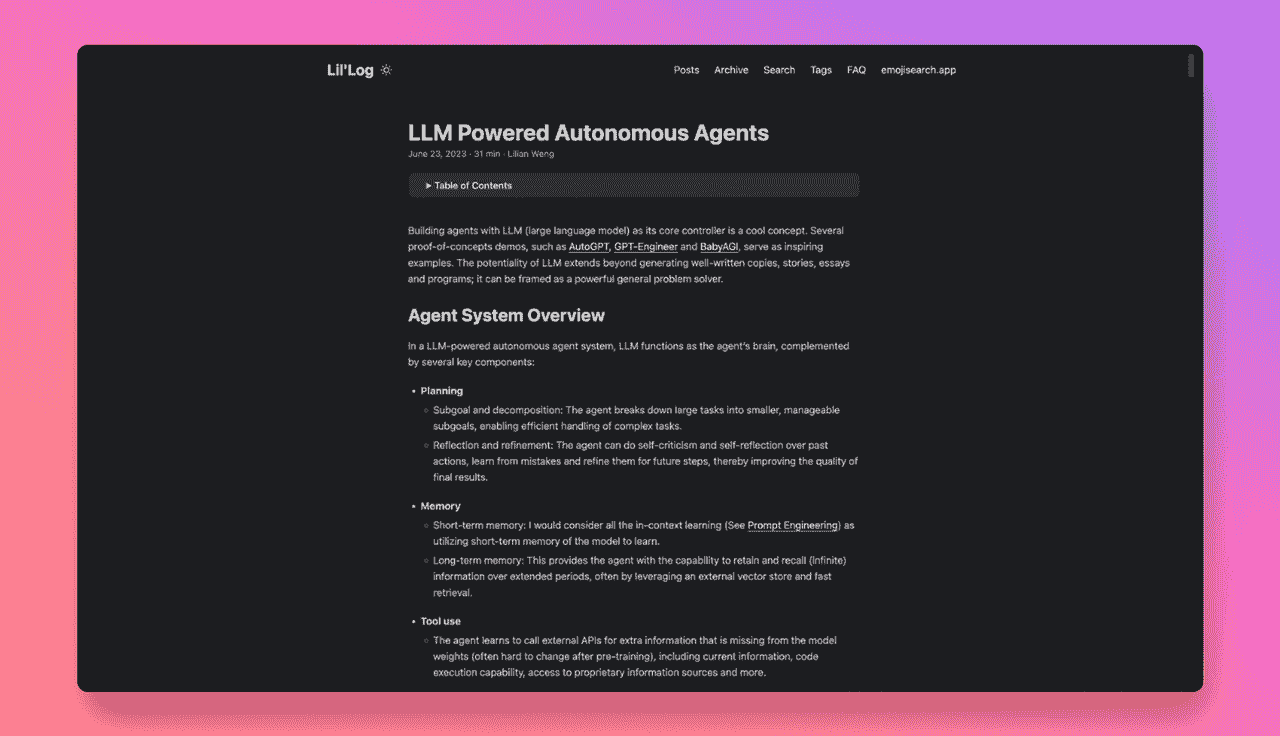 Lil'Log
Posts Archive Search Tags FAQ emojisearch.app
LLM Powered Autonomous Agents
June 23, 2023 · 31 min · Lilian Weng
▸ Table of Contents
Building agents with LLM (large language model) as its core controller is a cool concept. Several
proof-of-concepts demos, such as AutoGPT, GPT-Engineer and BabyAGI, serve as inspiring
examples. The potentiality of LLM extends beyond generating well-written copies, stories, essays
and programs; it can be framed as a powerful general problem solver.
Agent System Overview
In a LLM-powered autonomous agent system, LLM functions as the agent's brain, complemented
by several key components:
• Planning
◦ Subgoal and decomposition: The agent breaks down large tasks into smaller, manageable
subgoals, enabling efficient handling of complex tasks.
◦ Reflection and refinement: The agent can do self-criticism and self-reflection over past
actions, learn from mistakes and refine them for future steps, thereby improving the quality of
final results.
• Memory
◦ Short-term memory: I would consider all the in-context learning (See Prompt Engineering) as
utilizing short-term memory of the model to learn.
◦ Long-term memory: This provides the agent with the capability to retain and recall (infinite)
information over extended periods, often by leveraging an external vector store and fast
retrieval.
• Tool use
◦ The agent learns to call external APIs for extra information that is missing from the model
weights (often hard to change after pre-training), including current information, code
execution capability, access to proprietary information sources and more.